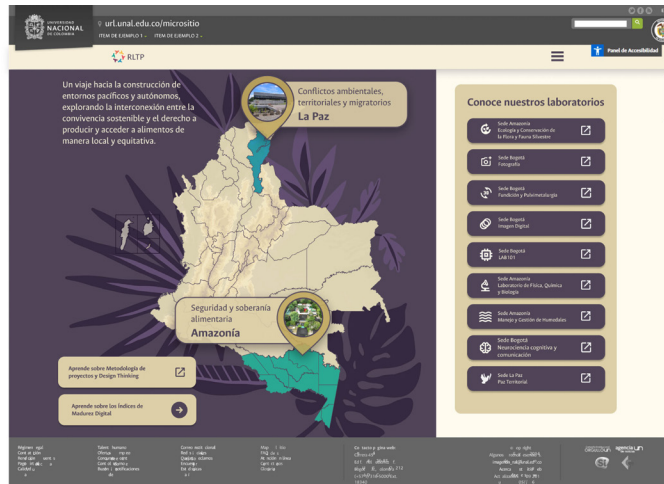 UNIVERSIDAD
NACIONAL
DE COLOMBIA
url.unal.edu.co/micrositio
ITEM DE EJEMPLO 1
ITEM DE EJEMPLO 2
RLTP
Panel de Accesibilidad
Un viaje hacia la construcción de
entornos pacíficos y autónomos,
explorando la interconexión entre la
convivencia sostenible y el derecho a
producir y acceder a alimentos de
manera local y equitativa.
Conflictos ambientales,
territoriales y migratorios
La Paz
Seguridad y soberanía
alimentaria
Amazonía
Aprende sobre Metodología de
proyectos y Design Thinking
Aprende sobre los Índices de
Madurez Digital
Conoce nuestros laboratorios
Sede Amazonía
Ecología y Conservación de
la Flora y Fauna Silvestre
Sede Bogotá
Fotografía
Sede Bogotá
Fundición y Pulvimetalurgia
Sede Bogotá
Imagen Digital
Sede Bogotá
LAB101
Sede Amazonía
Laboratorio de Física, Química
y Biología
Sede Amazonía
Manejo y Gestión de Humedales
Sede Bogotá
Neurociencia cognitiva y
comunicación
Sede La Paz
Paz Territorial